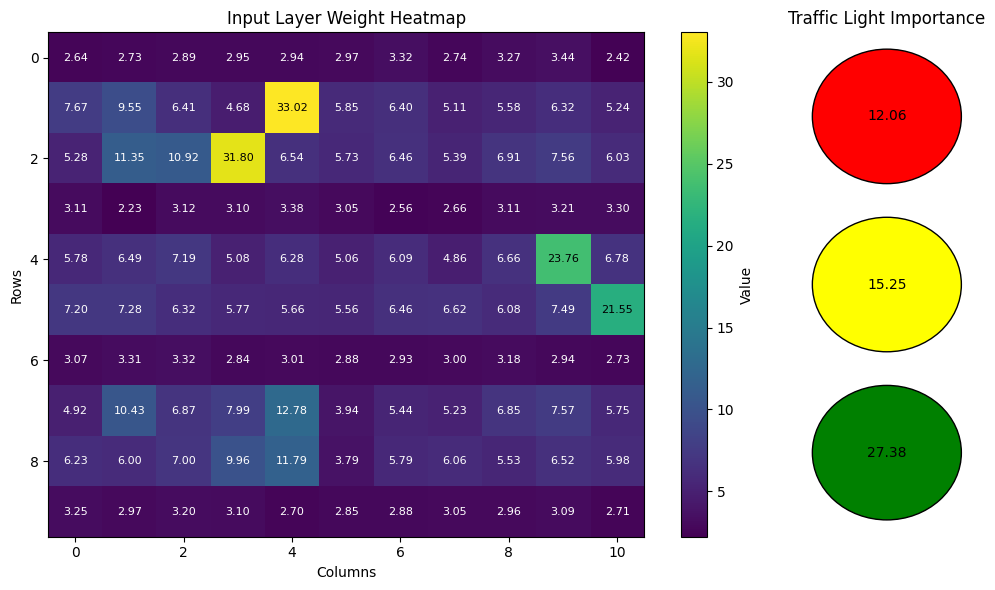 Input Layer Weight Heatmap
Traffic Light Importance
0 2.64 2.73 2.89 2.95 2.94 2.97 3.32 2.74 3.27 3.44 2.42
7.67 9.55 6.41 4.68 33.02 5.85 6.40 5.11 5.58 6.32 5.24
2 5.28 11.35 10.92 31.80 6.54 5.73 6.46 5.39 6.91 7.56 6.03
3.11 2.23 3.12 3.10 3.38 3.05 2.56 2.66 3.11 3.21 3.30
4 5.78 6.49 7.19 5.08 6.28 5.06 6.09 4.86 6.66 23.76 6.78
7.20 7.28 6.32 5.77 5.66 5.56 6.46 6.62 6.08 7.49 21.55
6 3.07 3.31 3.32 2.84 3.01 2.88 2.93 3.00 3.18 2.94 2.73
4.92 10.43 6.87 7.99 12.78 3.94 5.44 5.23 6.85 7.57 5.75
8 6.23 6.00 7.00 9.96 11.79 3.79 5.79 6.06 5.53 6.52 5.98
3.25 2.97 3.20 3.10 2.70 2.85 2.88 3.05 2.96 3.09 2.71
0 2 4 6 8 10
Columns
Rows
30
25
20
15
10
5
Value
12.06
15.25
27.38